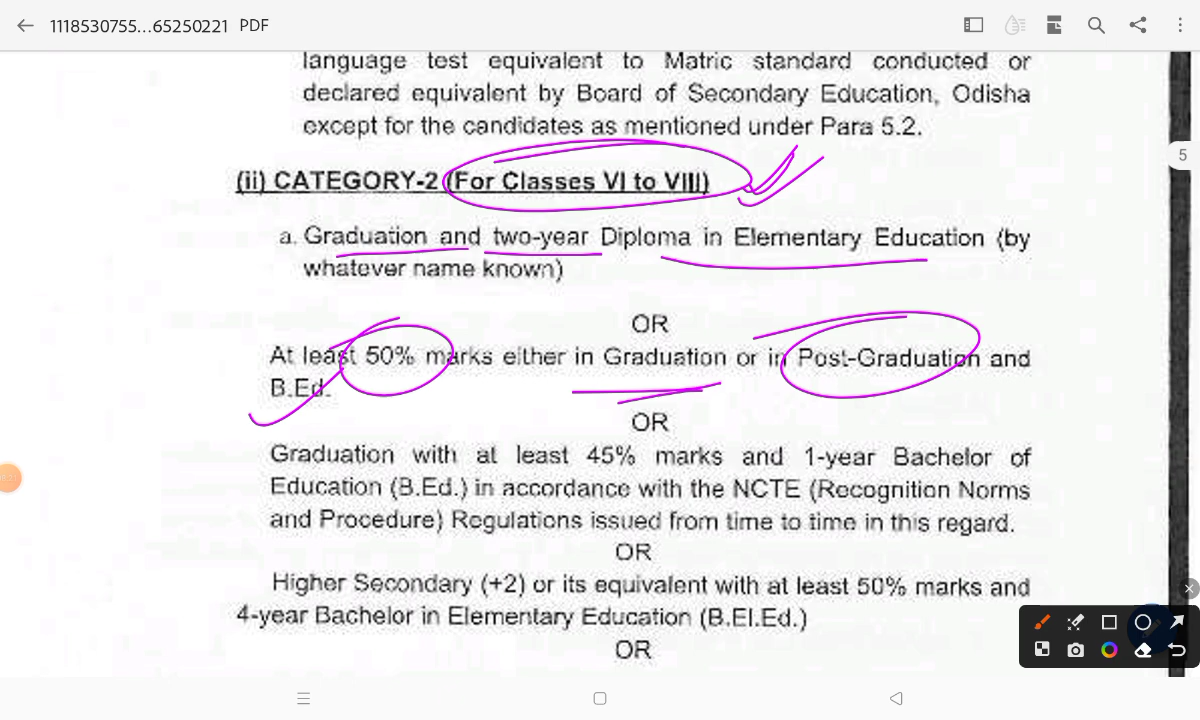 1118530755...65250221 PDF
language test equivalent to Matric standard conducted or
declared equivalent by Board of Secondary Education, Odisha
except for the candidates as mentioned under Para 5.2.
5
(ii) CATEGORY-2 (For Classes VI to VIII)
a. Graduation and two-year Diploma in Elementary Education (by
whatever name known)
OR
At least 50% marks either in Graduation or in Post-Graduation and
B.Ed.
OR
Graduation with at least 45% marks and 1-year Bachelor of
Education (B.Ed.) in accordance with the NCTE (Recognition Norms
and Procedure) Regulations issued from time to time in this regard.
OR
Higher Secondary (+2) or its equivalent with at least 50% marks and
4-year Bachelor in Elementary Education (B.El.Ed.)
OR